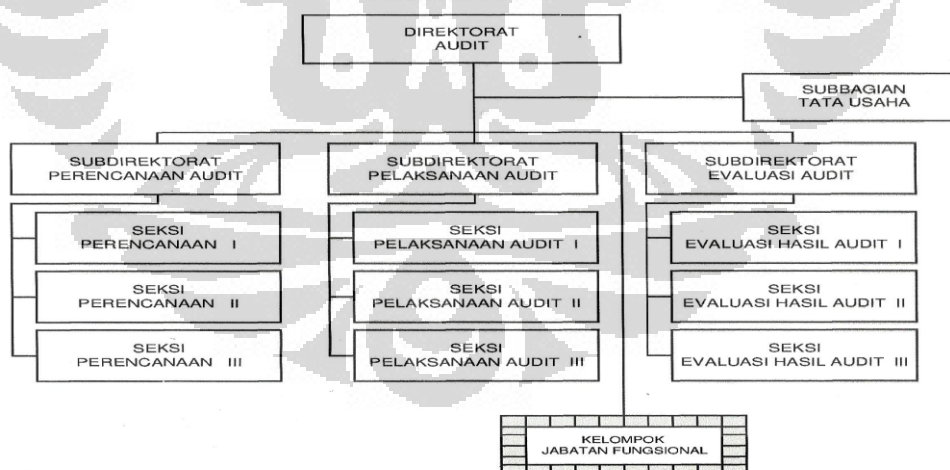 DIREKTORAT
AUDIT
SUBBAGIAN
TATA USAHA
SUBDIREKTORAT
PERENCANAAN AUDIT
SUBDIREKTORAT
PELAKSANAAN AUDIT
SUBDIREKTORAT
EVALUASI AUDIT
SEKSI
PERENCANAAN I
SEKSI
PELAKSANAAN AUDIT I
SEKSI
EVALUASI HASIL AUDIT I
SEKSI
PERENCANAAN II
SEKSI
PELAKSANAAN AUDIT II
SEKSI
EVALUASI HASIL AUDIT II
SEKSI
PERENCANAAN III
SEKSI
PELAKSANAAN AUDIT III
SEKSI
EVALUASI HASIL AUDIT III
KELOMPOK
JABATAN FUNGSIONAL